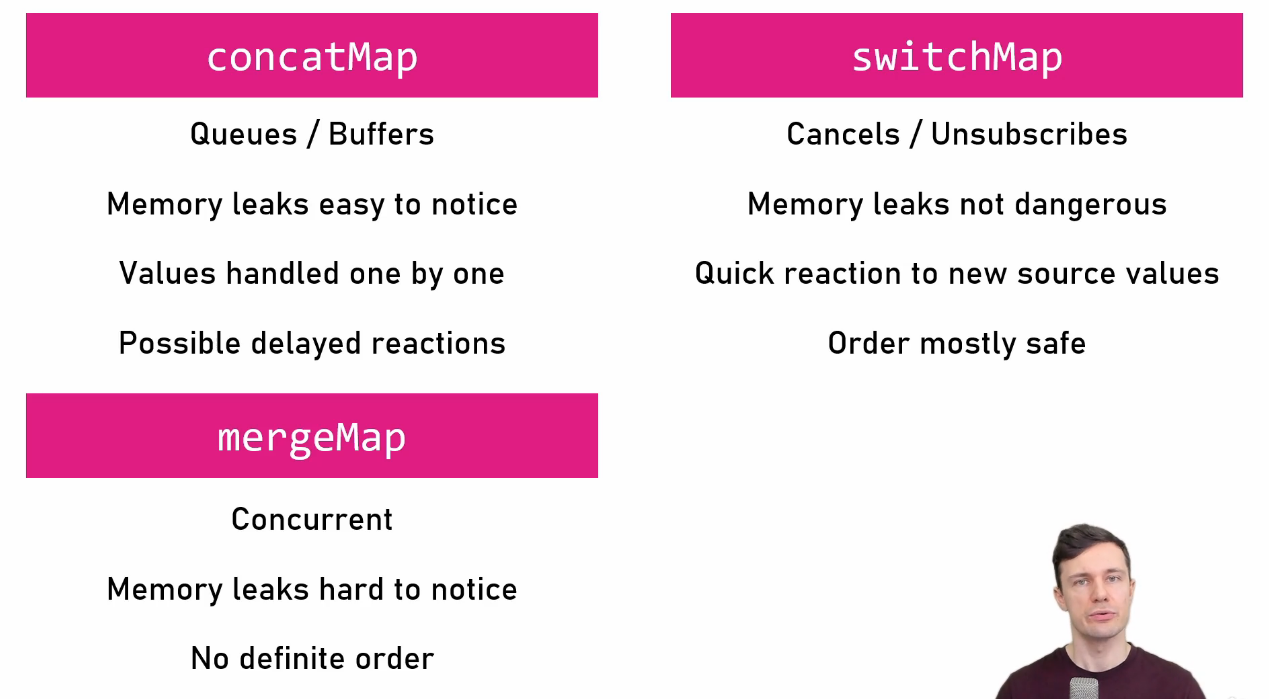 concatMap
Queues / Buffers
Memory leaks easy to notice
Values handled one by one
Possible delayed reactions
switchMap
Cancels / Unsubscribes
Memory leaks not dangerous
Quick reaction to new source values
Order mostly safe
mergeMap
Concurrent
Memory leaks hard to notice
No definite order